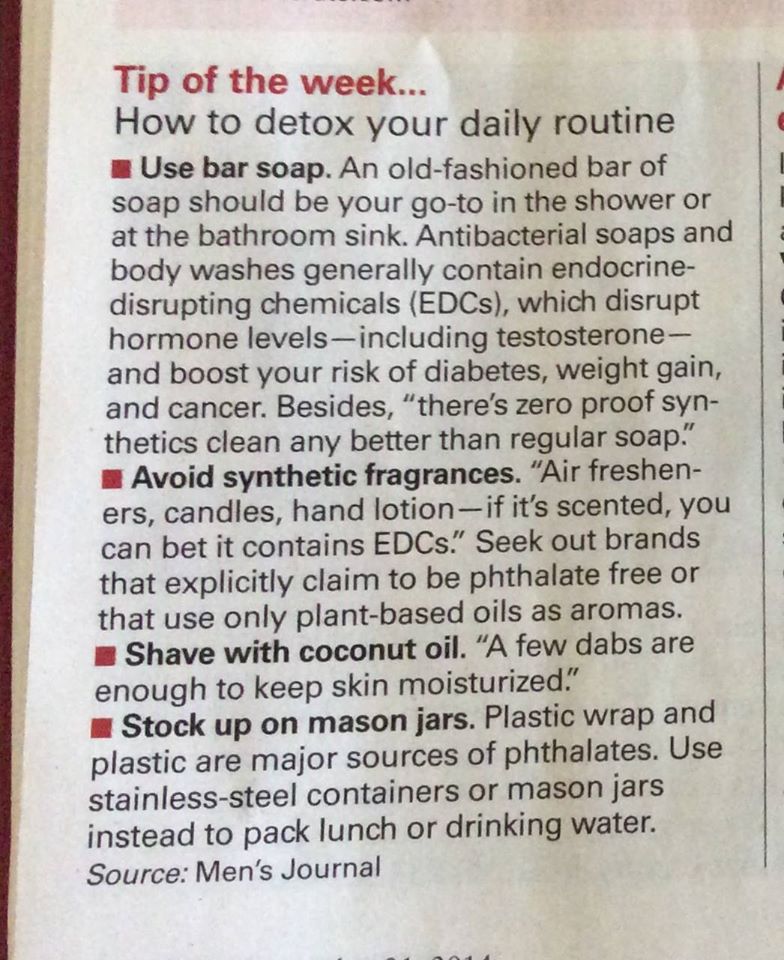 Tip of the week...
How to detox your daily routine
■ Use bar soap. An old-fashioned bar of
soap should be your go-to in the shower or
at the bathroom sink. Antibacterial soaps and
body washes generally contain endocrine-
disrupting chemicals (EDCs), which disrupt
hormone levels—including testosterone—
and boost your risk of diabetes, weight gain,
and cancer. Besides, “there’s zero proof syn-
thetics clean any better than regular soap.”
■ Avoid synthetic fragrances. “Air freshen-
ers, candles, hand lotion—if it’s scented, you
can bet it contains EDCs.” Seek out brands
that explicitly claim to be phthalate free or
that use only plant-based oils as aromas.
■ Shave with coconut oil. “A few dabs are
enough to keep skin moisturized.”
■ Stock up on mason jars. Plastic wrap and
plastic are major sources of phthalates. Use
stainless-steel containers or mason jars
instead to pack lunch or drinking water.
Source: Men’s Journal